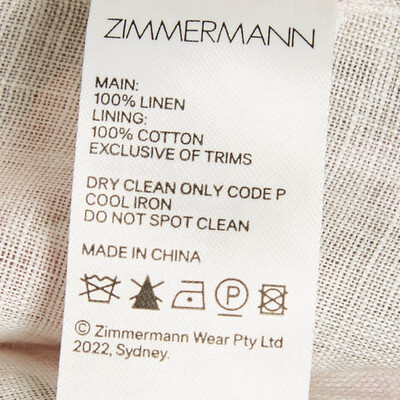 ZIMMERMANN
MAIN:
100% LINEN
LINING:
100% COTTON
EXCLUSIVE OF TRIMS
DRY CLEAN ONLY CODE P
COOL IRON
DO NOT SPOT CLEAN
MADE IN CHINA
P
© Zimmermann Wear Pty Ltd
2022, Sydney.